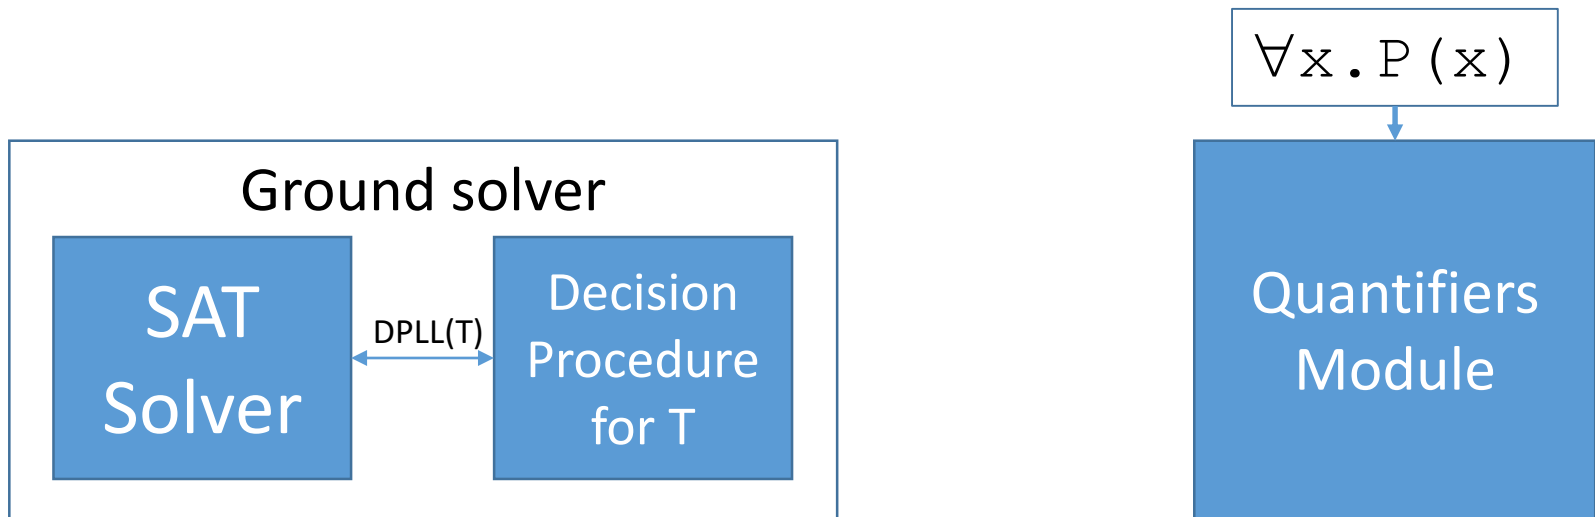 ∀x.P(x)
Ground solver
SAT
Solver
DPLL(T)
Decision
Procedure
for T
Quantifiers
Module